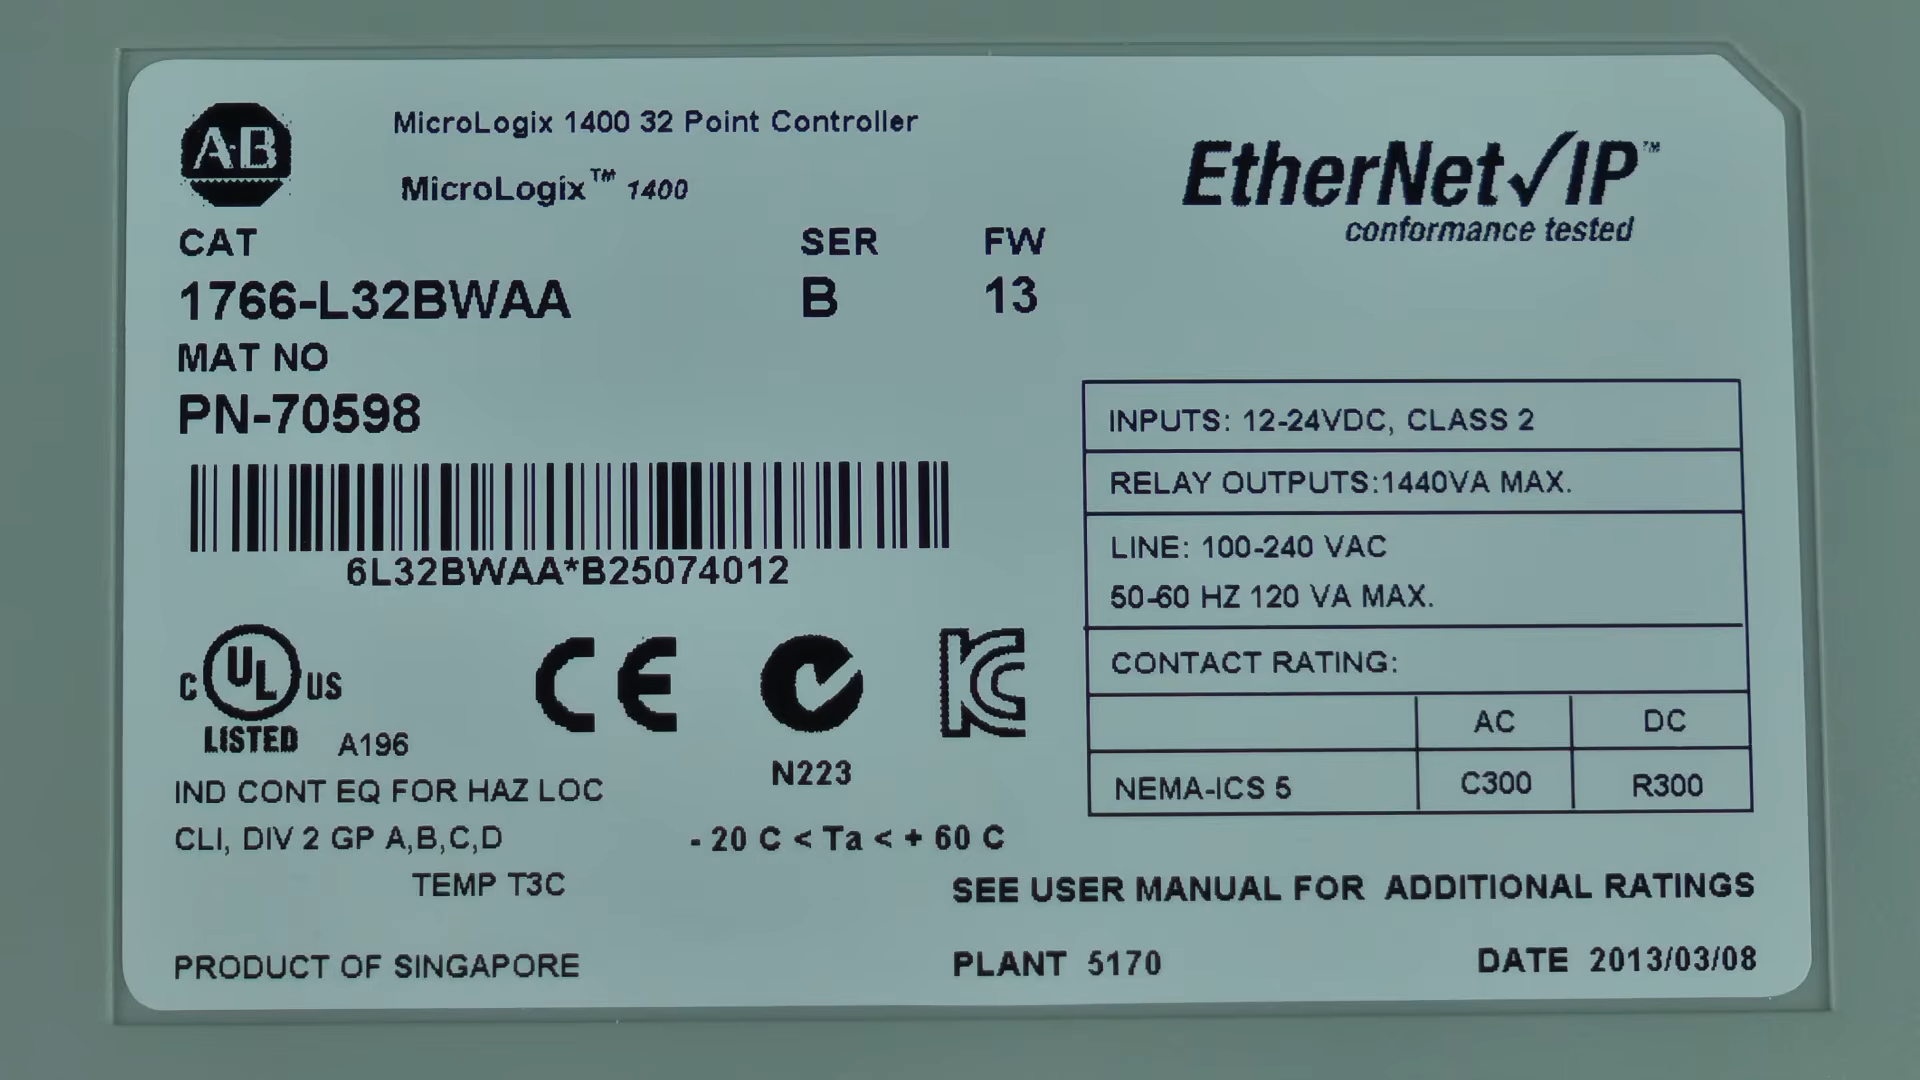 A-B
MicroLogix 1400 32 Point Controller
MicroLogix™ 1400
EtherNet/IP™
conformance tested
CAT SER FW
1766-L32BWAA B 13
MAT NO
PN-70598
6L32BWAA*B25074012
INPUTS: 12-24VDC, CLASS 2
RELAY OUTPUTS:1440VA MAX.
LINE: 100-240 VAC
50-60 HZ 120 VA MAX.
CONTACT RATING:
AC DC
NEMA-ICS 5 C300 R300
C UL US
LISTED A196
CE
N223
KC
IND CONT EQ FOR HAZ LOC
CLI, DIV 2 GP A,B,C,D
TEMP T3C
- 20 C < Ta < + 60 C
SEE USER MANUAL FOR ADDITIONAL RATINGS
PRODUCT OF SINGAPORE
PLANT 5170
DATE 2013/03/08